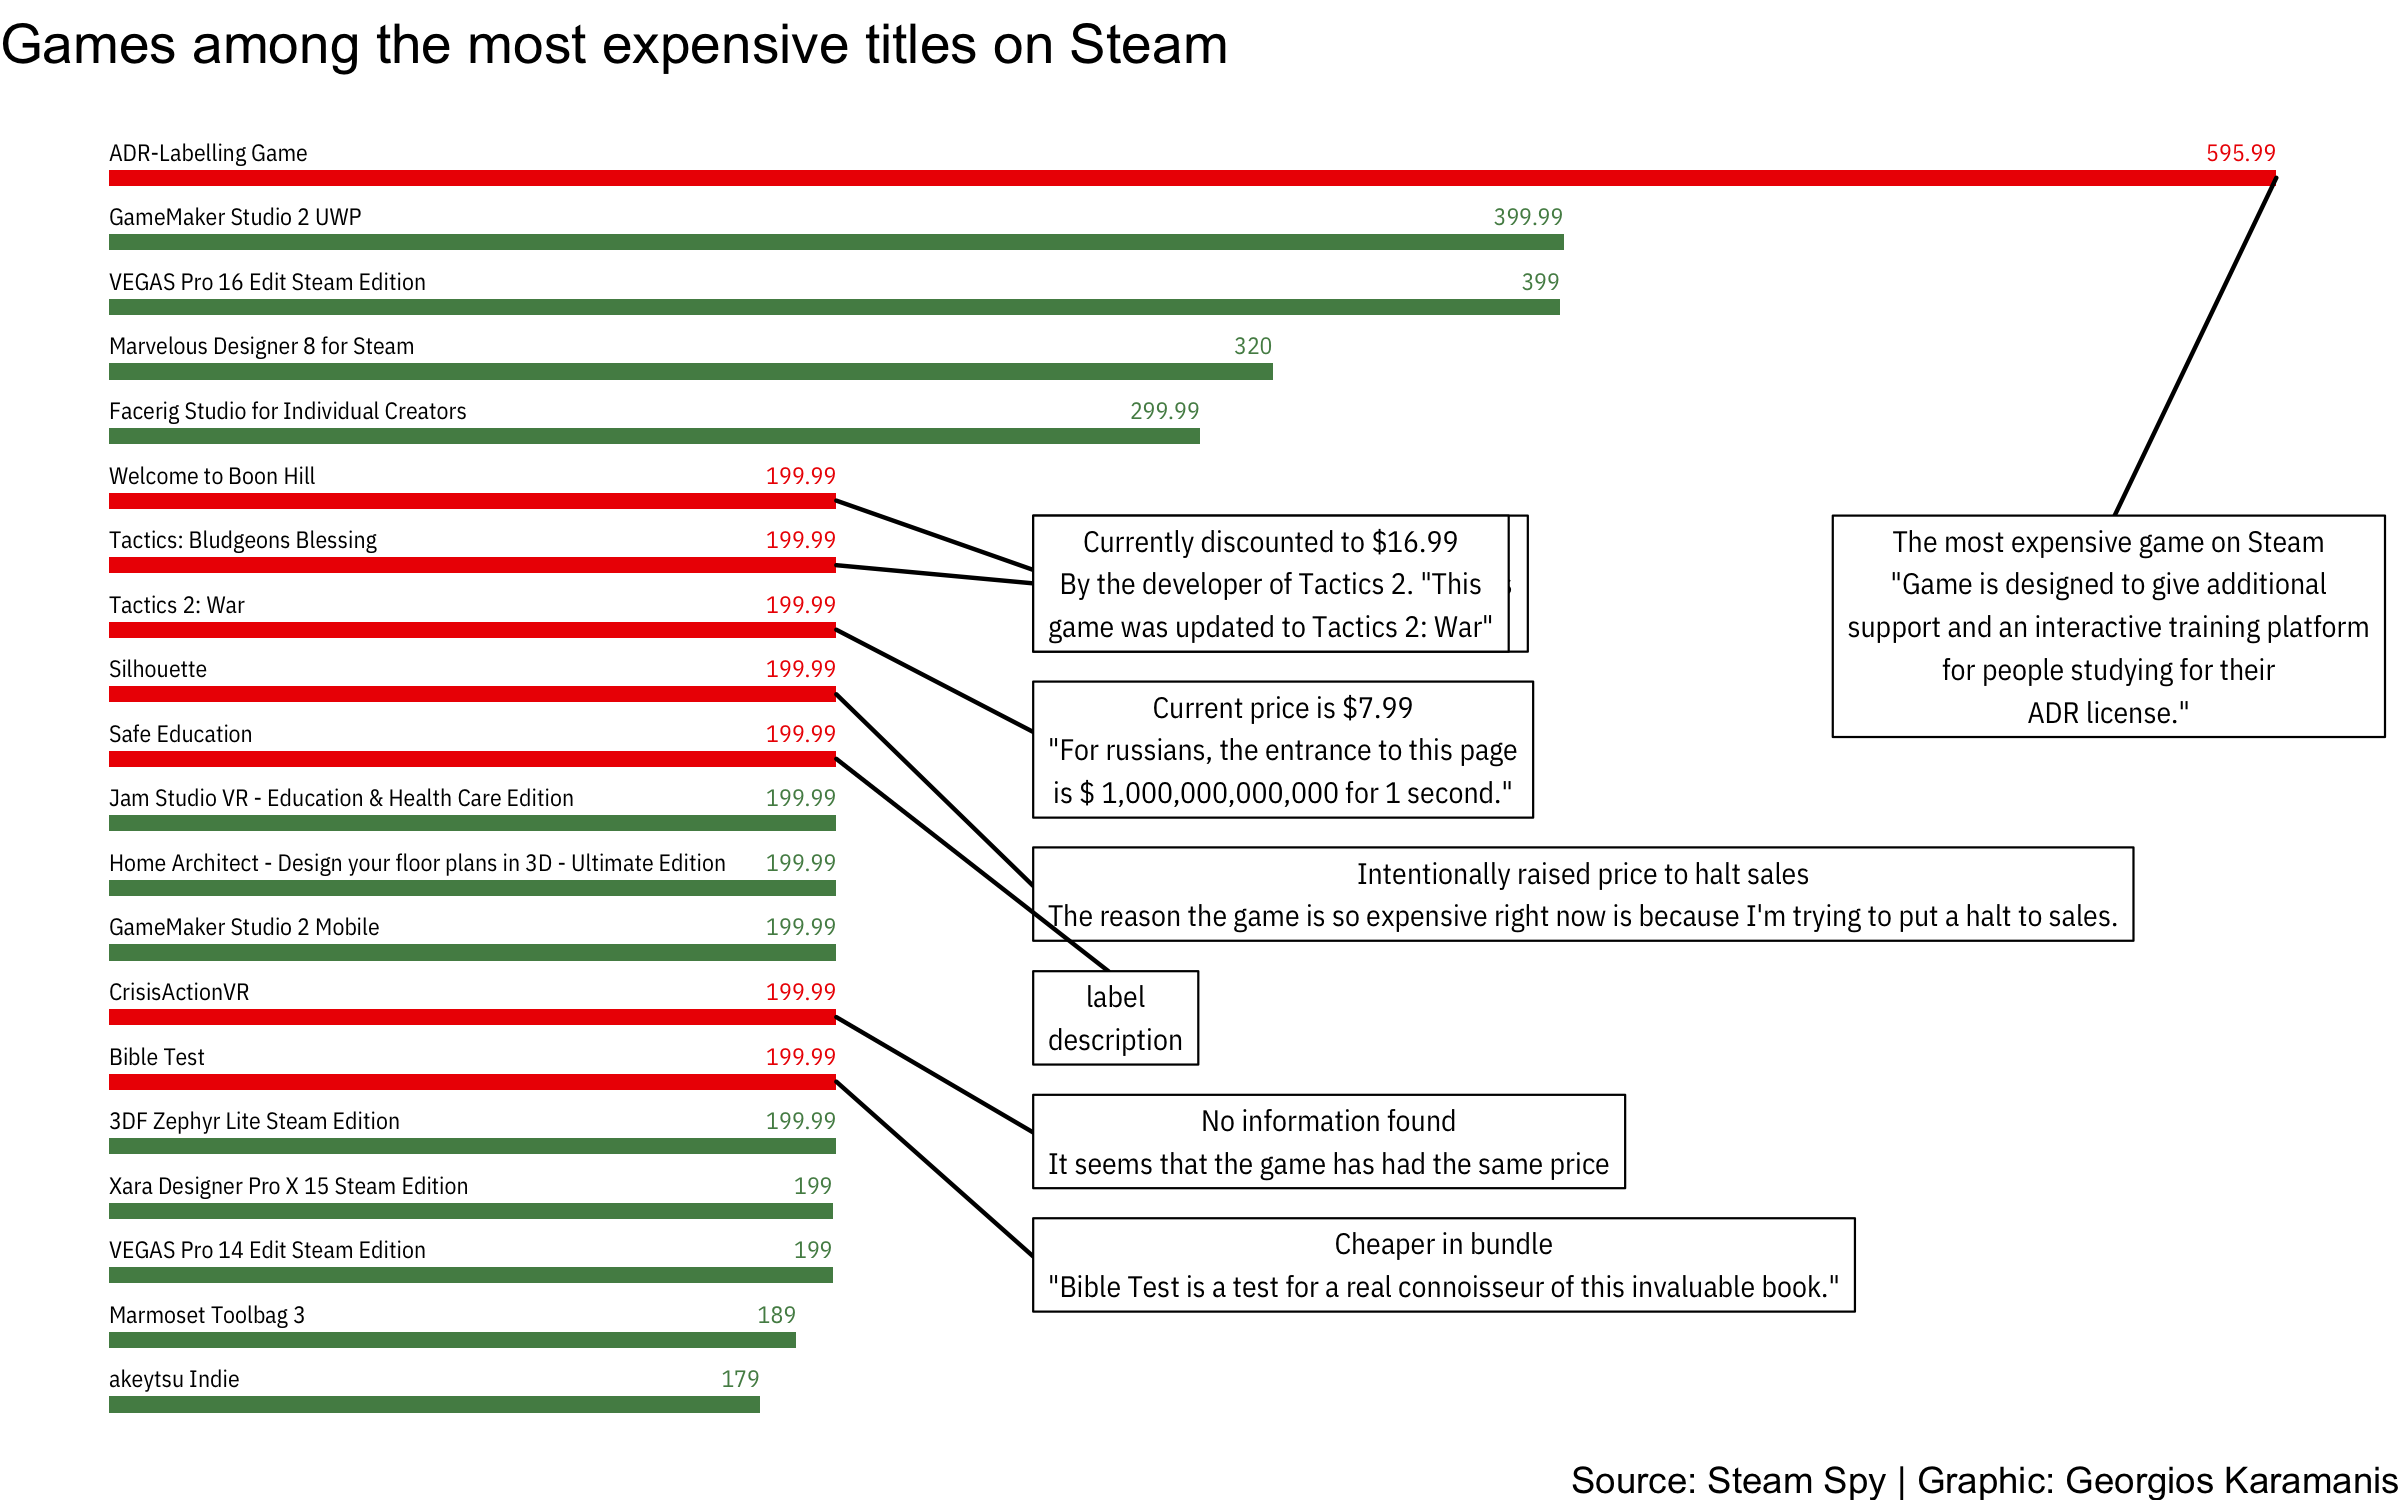 Games among the most expensive titles on Steam
ADR-Labelling Game
595.99
GameMaker Studio 2 UWP
399.99
VEGAS Pro 16 Edit Steam Edition
399
Marvelous Designer 8 for Steam
320
Facerig Studio for Individual Creators
299.99
Welcome to Boon Hill
199.99
Tactics: Bludgeons Blessing
199.99
Tactics 2: War
199.99
Silhouette
199.99
Safe Education
199.99
Jam Studio VR - Education & Health Care Edition
199.99
Home Architect - Design your floor plans in 3D - Ultimate Edition
199.99
GameMaker Studio 2 Mobile
199.99
CrisisActionVR
199.99
Bible Test
199.99
3DF Zephyr Lite Steam Edition
199.99
Xara Designer Pro X 15 Steam Edition
199
VEGAS Pro 14 Edit Steam Edition
199
Marmoset Toolbag 3
189
akeytsu Indie
179
Currently discounted to $16.99
By the developer of Tactics 2. "This
game was updated to Tactics 2: War"
Current price is $7.99
"For russians, the entrance to this page
is $ 1,000,000,000,000 for 1 second."
Intentionally raised price to halt sales
The reason the game is so expensive right now is because I'm trying to put a halt to sales.
label
description
No information found
It seems that the game has had the same price
Cheaper in bundle
"Bible Test is a test for a real connoisseur of this invaluable book."
The most expensive game on Steam
"Game is designed to give additional
support and an interactive training platform
for people studying for their
ADR license."
Source: Steam Spy | Graphic: Georgios Karamanis